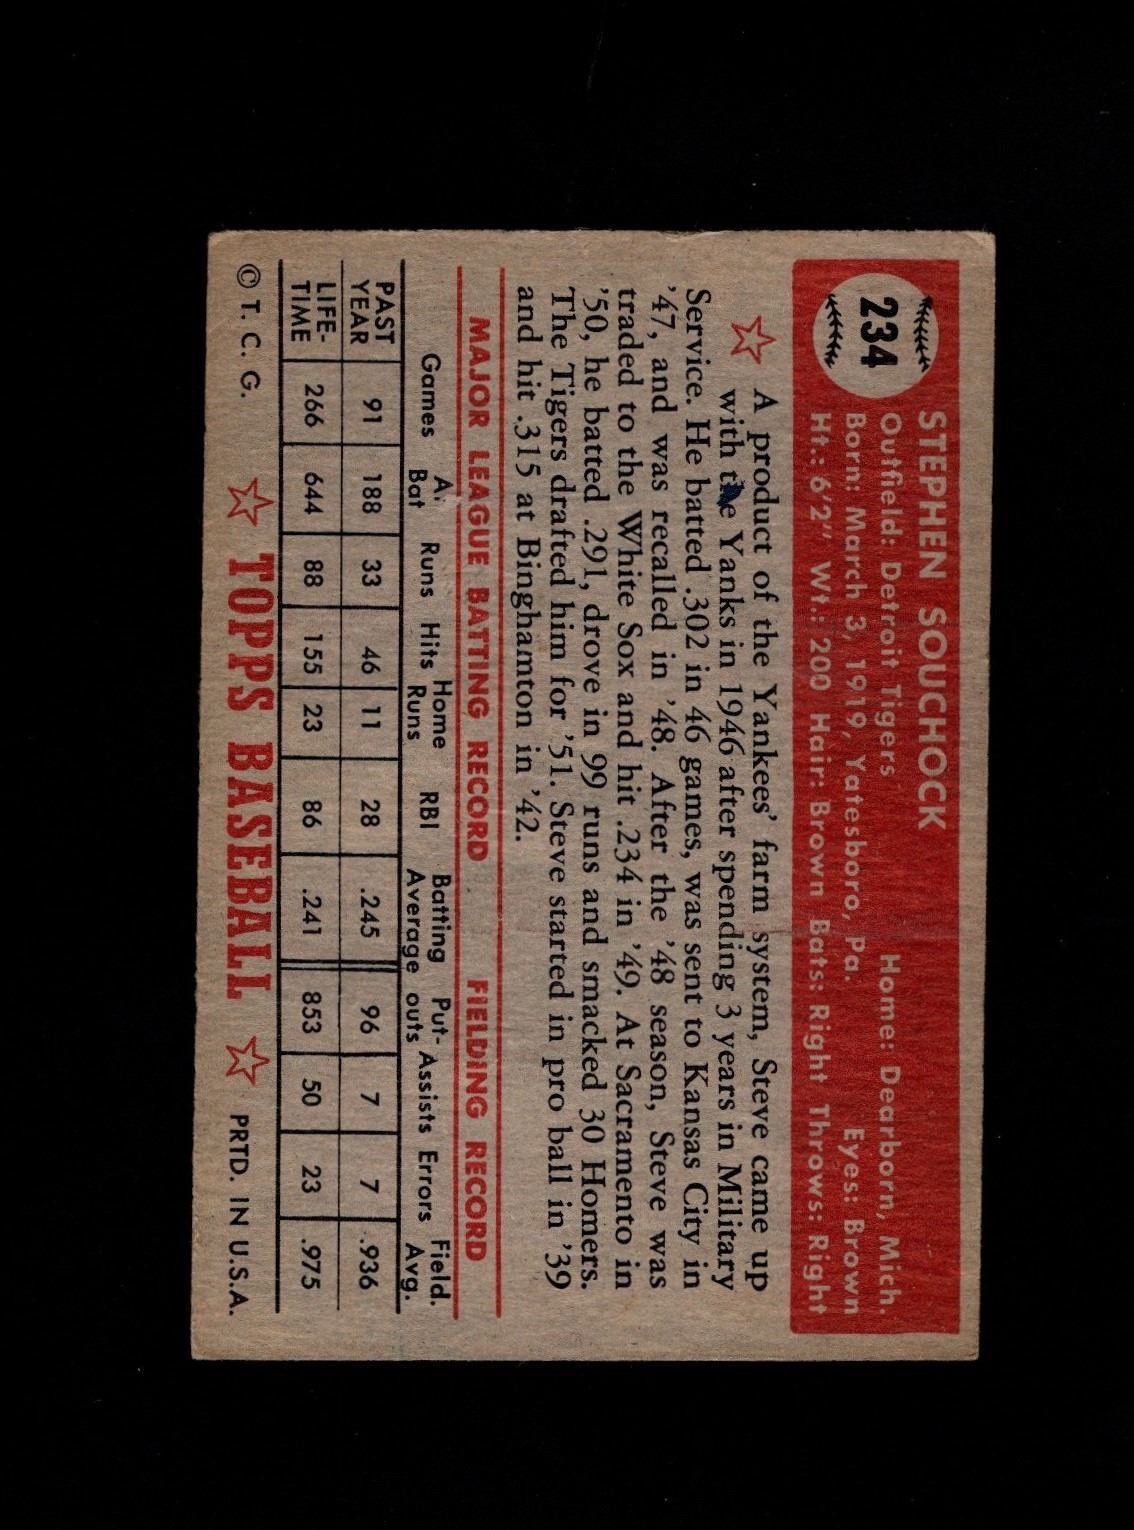 234
STEPHEN SOUCHOCK
Outfield: Detroit Tigers Home: Dearborn, Mich.
Born: March 3, 1919, Yatesboro, Pa. Eyes: Brown
Ht.: 6'2" Wt.: 200 Hair: Brown Bats: Right Throws: Right
A product of the Yankees' farm system, Steve came up
with the Yanks in 1946 after spending 3 years in Military
Service. He batted .302 in 46 games, was sent to Kansas City in
'47, and was recalled in '48. After the '48 season, Steve was
traded to the White Sox and hit .234 in '49. At Sacramento in
'50, he batted .291, drove in 99 runs and smacked 30 Homers.
The Tigers drafted him for '51. Steve started in pro ball in '39
and hit .315 at Binghamton in '42.
MAJOR LEAGUE BATTING RECORD FIELDING RECORD
Games At Bat Runs Hits Home Runs RBI Batting Average Put-outs Assists Errors Field. Avg.
PAST YEAR 91 188 33 46 11 28 .245 96 7 7 .936
LIFE-TIME 266 644 88 155 23 86 .241 853 50 23 .975
© T. C. G. TOPPS BASEBALL PRTD. IN U.S.A.